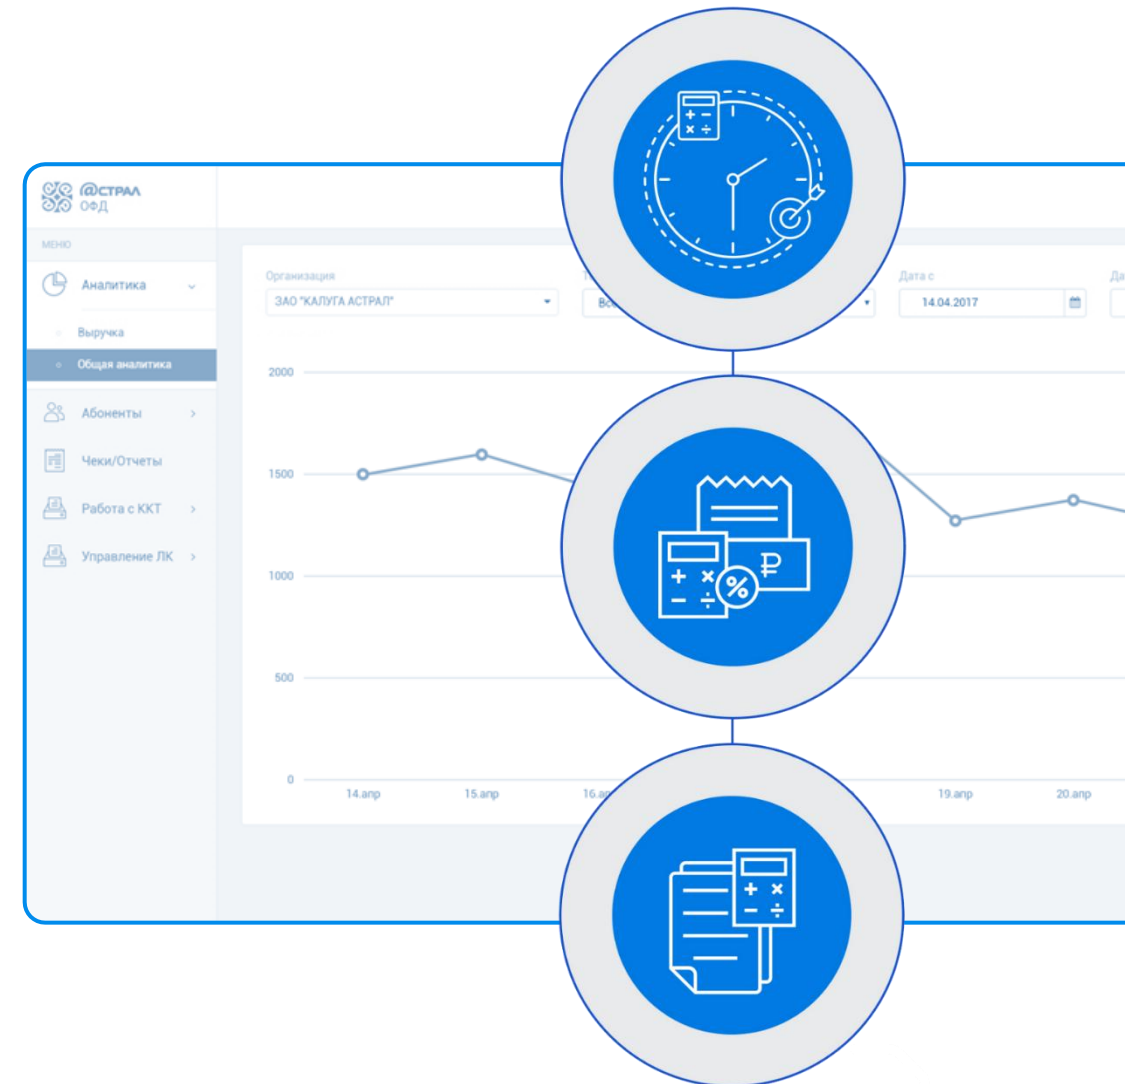 @СТРАЛ
ОФД
МЕНЮ
Аналитика
Выручка
Общая аналитика
Абоненты
Чеки/Отчеты
Работа с ККТ
Управление ЛК
Организация
Дата с
ЗАО "КАЛУГА АСТРАЛ"
14.04.2017
2000
1500
1000
500
0
14.апр
15.апр
19.апр
20.апр